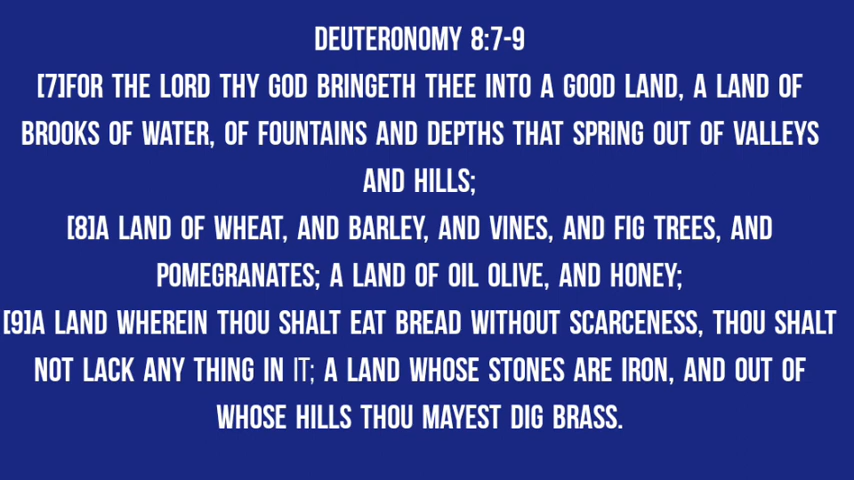 DEUTERONOMY 8:7-9
[7]FOR THE LORD THY GOD BRINGETH THEE INTO A GOOD LAND, A LAND OF
BROOKS OF WATER, OF FOUNTAINS AND DEPTHS THAT SPRING OUT OF VALLEYS
AND HILLS;
[8]A LAND OF WHEAT, AND BARLEY, AND VINES, AND FIG TREES, AND
POMEGRANATES; A LAND OF OIL OLIVE, AND HONEY;
[9]A LAND WHEREIN THOU SHALT EAT BREAD WITHOUT SCARCENESS, THOU SHALT
NOT LACK ANY THING IN IT; A LAND WHOSE STONES ARE IRON, AND OUT OF
WHOSE HILLS THOU MAYEST DIG BRASS.